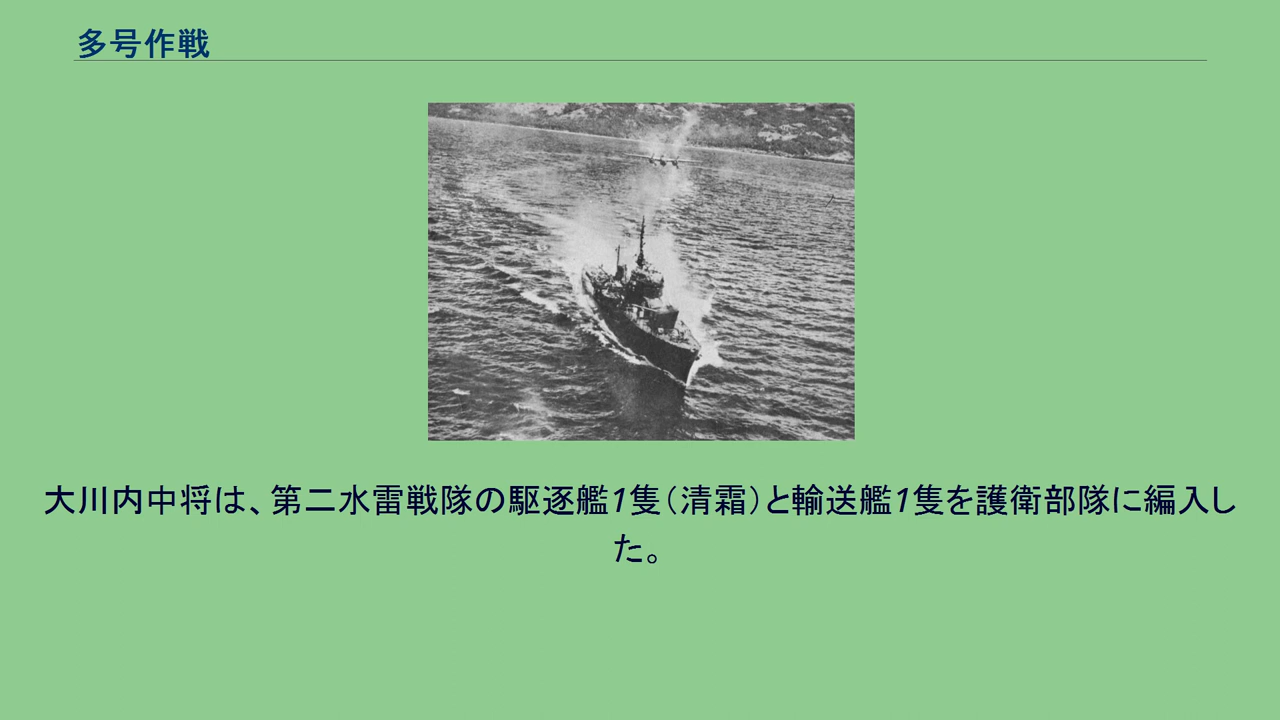 多号作戦
大川内中将は、第二水雷戦隊の駆逐艦1隻（清霜）と輸送艦1隻を護衛部隊に編入し
た。